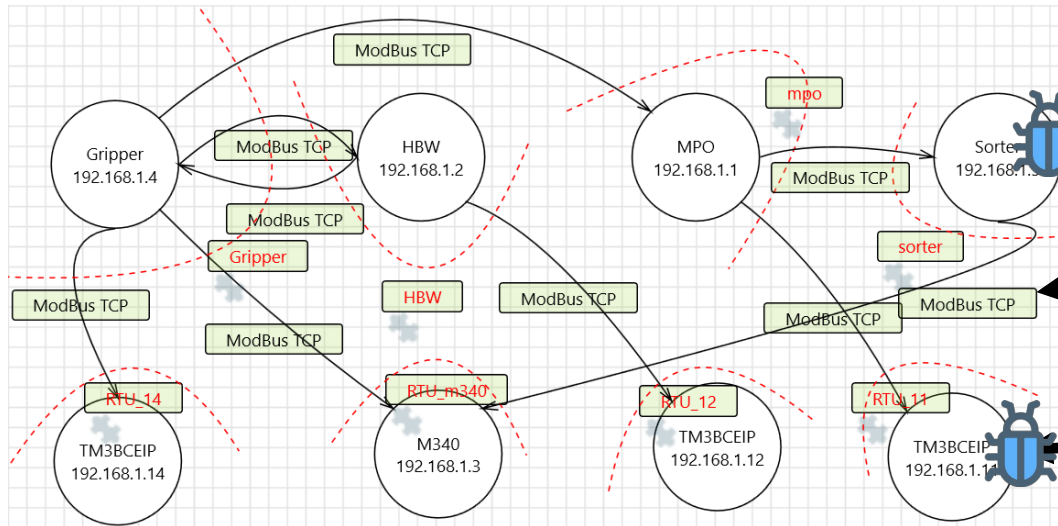 ModBus TCP
mpo
Gripper
192.168.1.4
ModBus TCP
HBW
192.168.1.2
MPO
192.168.1.1
ModBus TCP
ModBus TCP
Gripper
sorter
HBW
ModBus TCP
ModBus TCP
ModBus TCP
ModBus TCP
ModBus TCP
RTU_14
RTU_m340
RTU_12
RTU_11
TM3BCEIP
192.168.1.14
M340
192.168.1.3
TM3BCEIP
192.168.1.12
TM3BCEIP